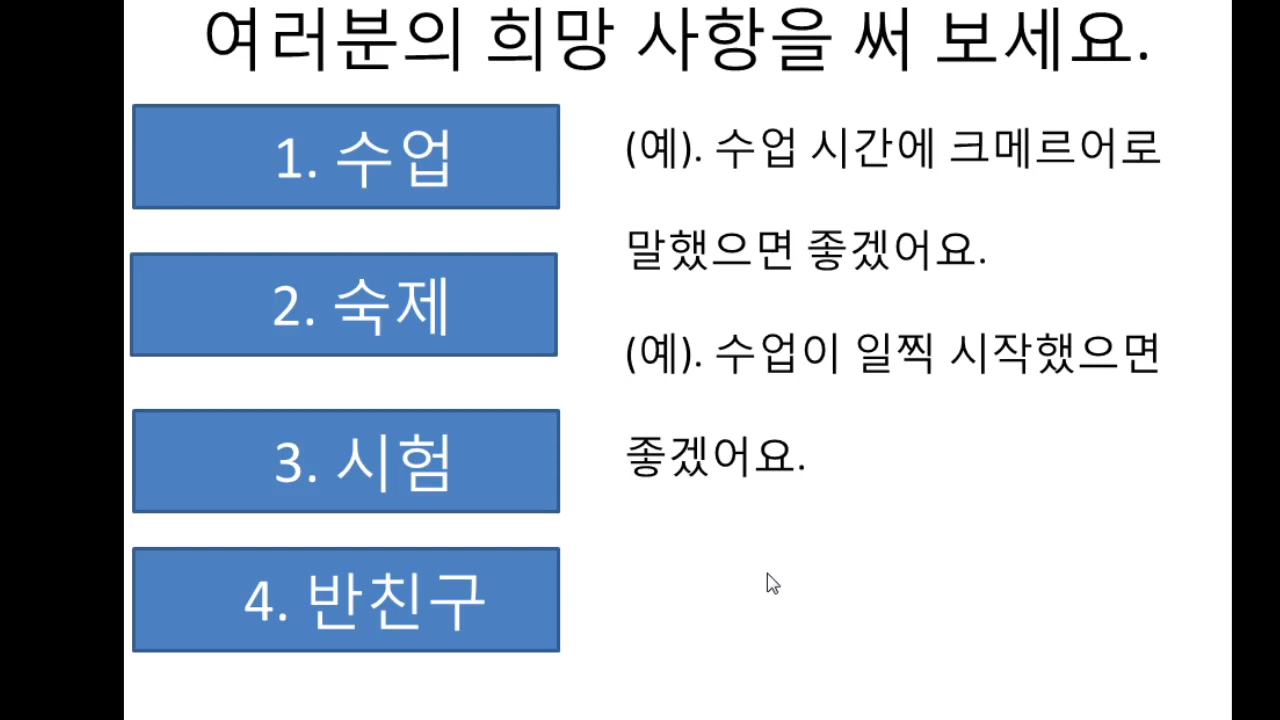 여러분의 희망 사항을 써 보세요.
1. 수업
(예). 수업 시간에 크메르어로
말했으면 좋겠어요.
2. 숙제
(예). 수업이 일찍 시작했으면
좋겠어요.
3. 시험
4. 반친구